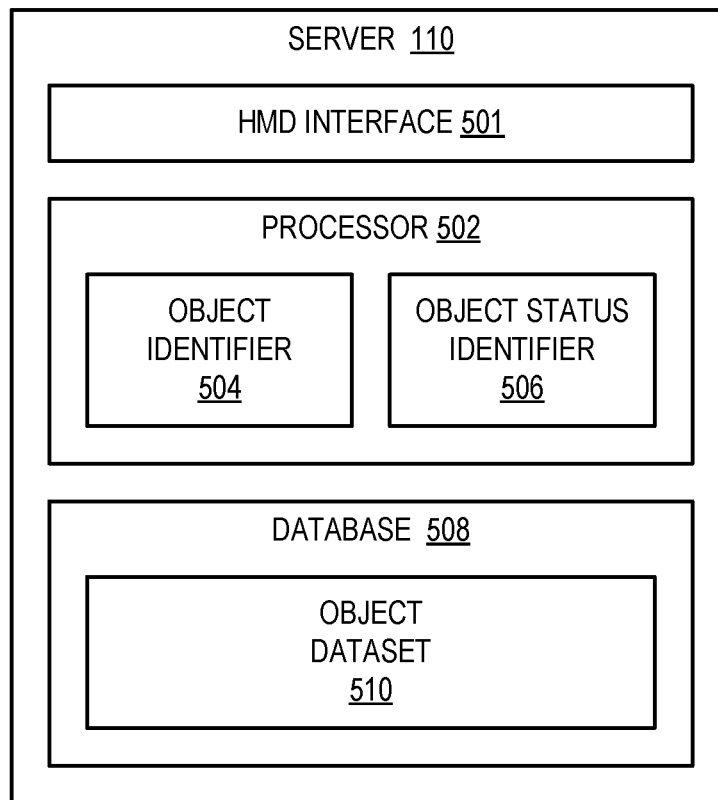 SERVER 110
HMD INTERFACE 501
PROCESSOR 502
OBJECT
IDENTIFIER
504
OBJECT STATUS
IDENTIFIER
506
DATABASE 508
OBJECT
DATASET
510